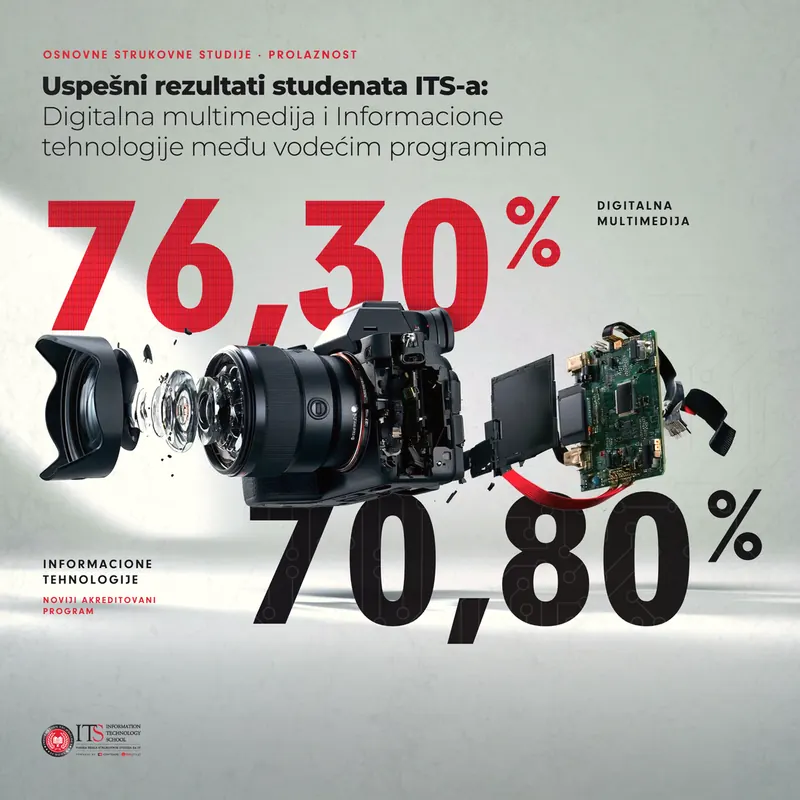 OSNOVNE STRUKOVNE STUDIJE · PROLAZNOST
Uspešni rezultati studenata ITS-a:
Digitalna multimedija i Informacione
tehnologije među vodećim programima
76,30%
DIGITALNA
MULTIMEDIJA
70,80%
INFORMACIONE
TEHNOLOGIJE
NOVIJI AKREDITOVANI
PROGRAM
ITS
INFORMATION
TECHNOLOGY
SCHOOL